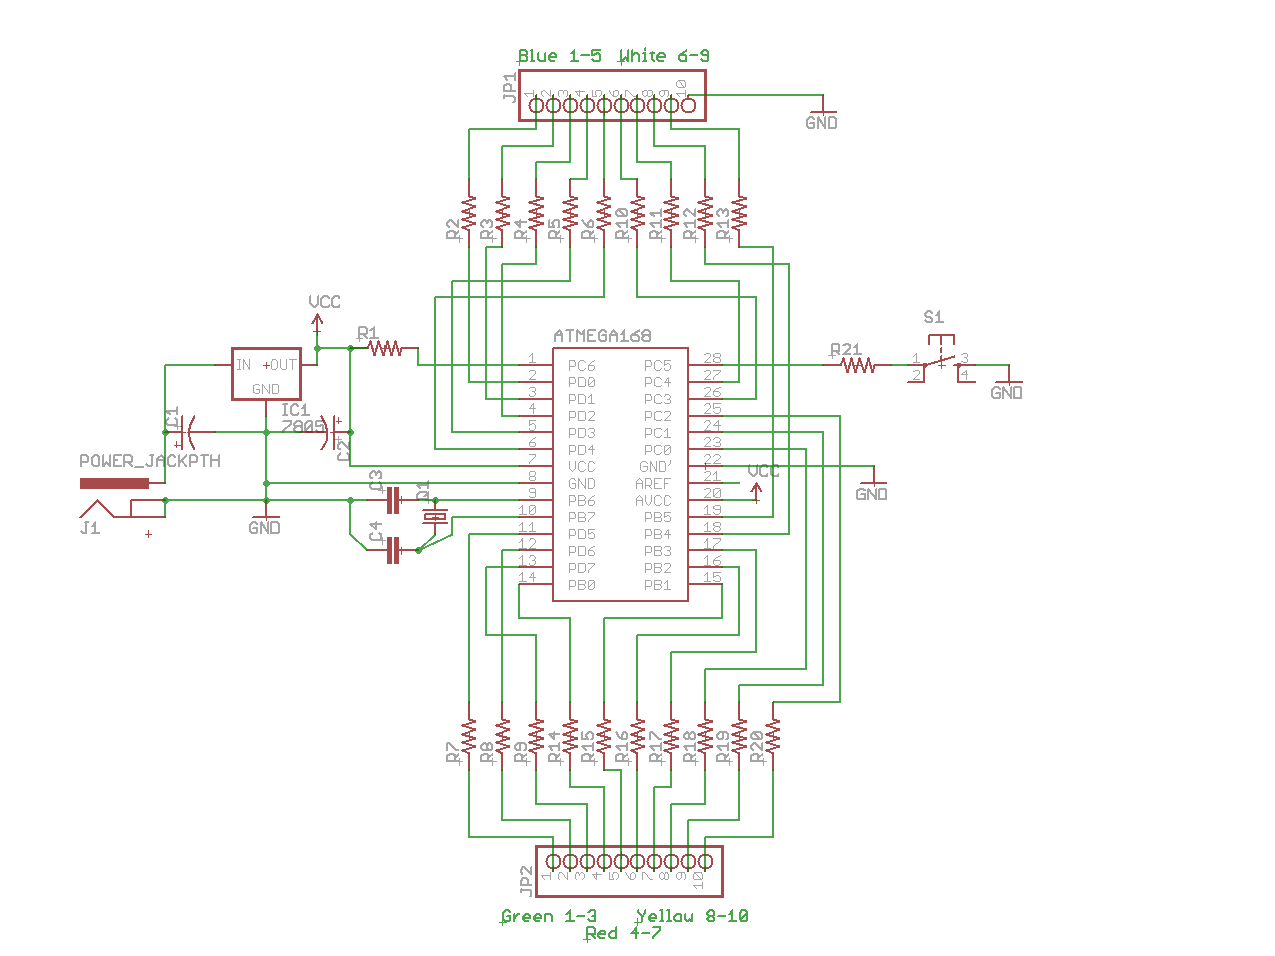 Blue 1-5 White 6-9
JP1
1 2 3 4 5 6 7 8 9 10
GND
R2 R3 R4 R5 R6 R10 R11 R12 R13
VCC
R1
ATMEGA168
S1
R21
1 3
2 4
GND
IN +OUT
GND
IC1
7805
C1
C2
POWER_JACKPTH
J1
+
GND
C3
C4
Q1
1 PC6 PC5 28
2 PD0 PC4 27
3 PD1 PC3 26
4 PD2 PC2 25
5 PD3 PC1 24
6 PD4 PC0 23
7 VCC GND' 22
8 GND AREF 21
9 PB6 AVCC 20
10 PB7 PB5 19
11 PD5 PB4 18
12 PD6 PB3 17
13 PD7 PB2 16
14 PB0 PB1 15
VCC
GND
R7 R8 R9 R14 R15 R16 R17 R18 R19 R20
JP2
1 2 3 4 5 6 7 8 9 10
Green 1-3 Yellow 8-10
Red 4-7